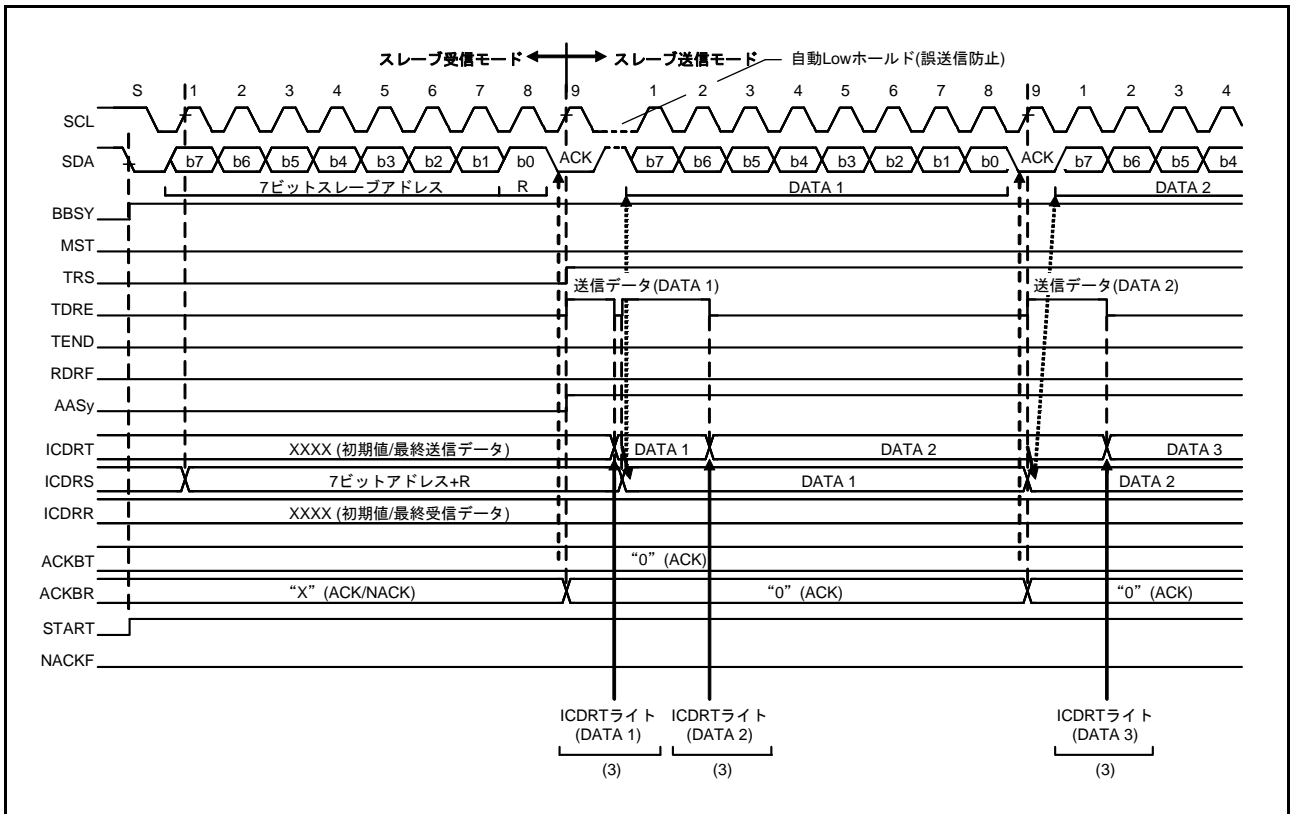 スレーブ受信モード スレーブ送信モード 自動Lowホールド(誤送信防止)
S 1 2 3 4 5 6 7 8 9 1 2 3 4 5 6 7 8 9 1 2 3 4
SCL
SDA b7 b6 b5 b4 b3 b2 b1 b0 ACK b7 b6 b5 b4 b3 b2 b1 b0 ACK b7 b6 b5 b4
7ビットスレーブアドレス R DATA 1 DATA 2
BBSY
MST
TRS
送信データ(DATA 1) 送信データ(DATA 2)
TDRE
TEND
RDRF
AASy
ICDRT XXXX (初期値/最終送信データ) DATA 1 DATA 2 DATA 3
ICDRS 7ビットアドレス+R DATA 1 DATA 2
ICDRR XXXX (初期値/最終受信データ)
ACKBT “0” (ACK)
ACKBR “X” (ACK/NACK) “0” (ACK) “0” (ACK)
START
NACKF
ICDRTライト ICDRTライト ICDRTライト
(DATA 1) (DATA 2) (DATA 3)
(3) (3) (3)